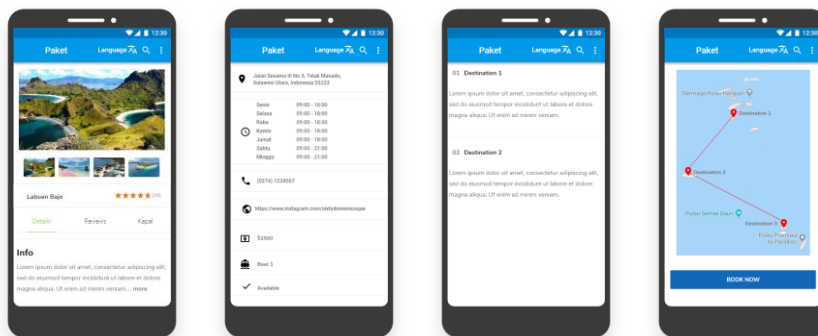 12:30
Paket
Language
Labuan Bajo
Details Reviews Kapal
Info
Lorem ipsum dolor sit amet, consectetur adipiscing elit,
sed do eiusmod tempor incididunt ut labore et dolore
magna aliqua. Ut enim ad minim veniam... more
12:30
Paket
Language
Jalan Sesama III No.5, Teluk Manado,
Sulawesi Utara, Indonesia 55223
Senin 09:00 - 18:00
Selasa 09:00 - 18:00
Rabu 09:00 - 18:00
Kamis 09:00 - 18:00
Jumat 09:00 - 18:00
Sabtu 09:00 - 21:00
Minggu 09:00 - 21:00
(0374) 1234567
$2500
Boat 1
Available
12:30
Paket
Language
01 Destination 1
Lorem ipsum dolor sit amet, consectetur adipiscing elit,
sed do eiusmod tempor incididunt ut labore et dolore
magna aliqua. Ut enim ad minim veniam.
02 Destination 2
Lorem ipsum dolor sit amet, consectetur adipiscing elit,
sed do eiusmod tempor incididunt ut labore et dolore
magna aliqua. Ut enim ad minim veniam.
12:30
Paket
Language
Dermaga Pulau Harapan
Destination 1
Destination 2
Pulau Semak Daun
Destination 3
Pulau Pramuka
by Paradiso
BOOK NOW